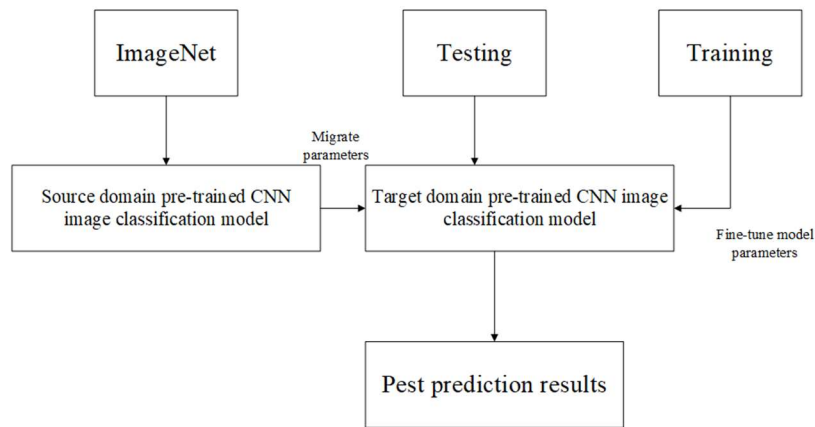 ImageNet
Testing
Training
Migrate
parameters
Source domain pre-trained CNN
image classification model
Target domain pre-trained CNN image
classification model
Fine-tune model
parameters
Pest prediction results